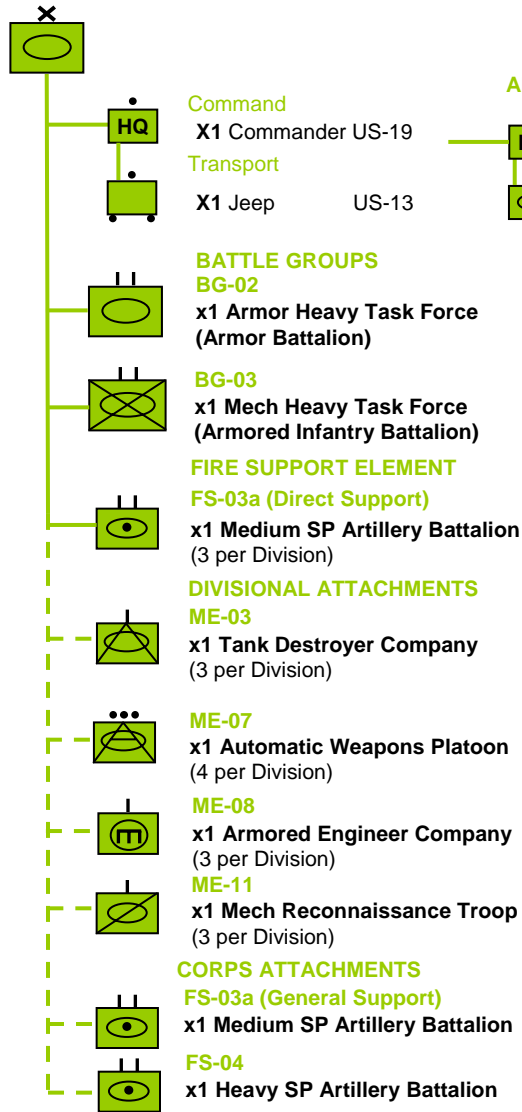 HQ
Command
X1 Commander US-19
Transport
X1 Jeep US-13
A
BATTLE GROUPS
BG-02
x1 Armor Heavy Task Force
(Armor Battalion)
BG-03
x1 Mech Heavy Task Force
(Armored Infantry Battalion)
FIRE SUPPORT ELEMENT
FS-03a (Direct Support)
x1 Medium SP Artillery Battalion
(3 per Division)
DIVISIONAL ATTACHMENTS
ME-03
x1 Tank Destroyer Company
(3 per Division)
ME-07
x1 Automatic Weapons Platoon
(4 per Division)
ME-08
x1 Armored Engineer Company
(3 per Division)
ME-11
x1 Mech Reconnaissance Troop
(3 per Division)
CORPS ATTACHMENTS
FS-03a (General Support)
x1 Medium SP Artillery Battalion
FS-04
x1 Heavy SP Artillery Battalion